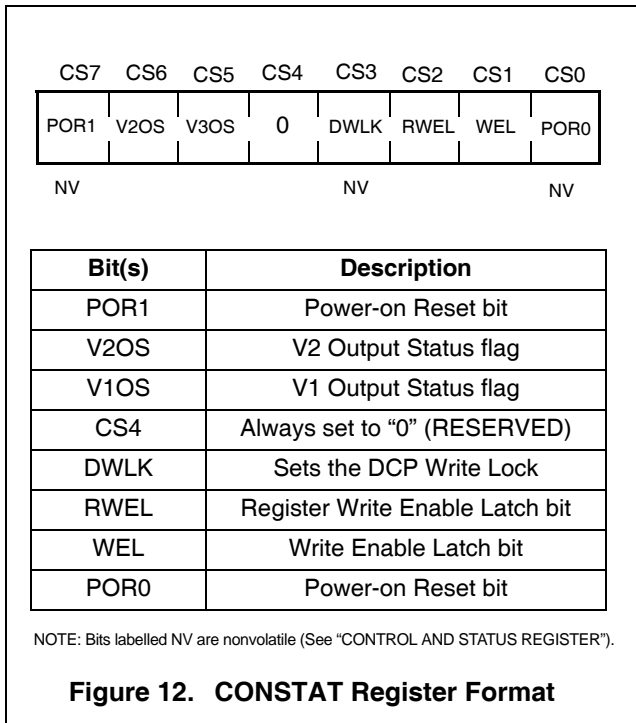 CS7 CS6 CS5 CS4 CS3 CS2 CS1 CS0
POR1 V2OS V3OS 0 DWLK RWEL WEL POR0
NV NV NV
Bit(s) Description
POR1 Power-on Reset bit
V2OS V2 Output Status flag
V1OS V1 Output Status flag
CS4 Always set to “0” (RESERVED)
DWLK Sets the DCP Write Lock
RWEL Register Write Enable Latch bit
WEL Write Enable Latch bit
POR0 Power-on Reset bit
NOTE: Bits labelled NV are nonvolatile (See “CONTROL AND STATUS REGISTER”).
Figure 12. CONSTAT Register Format